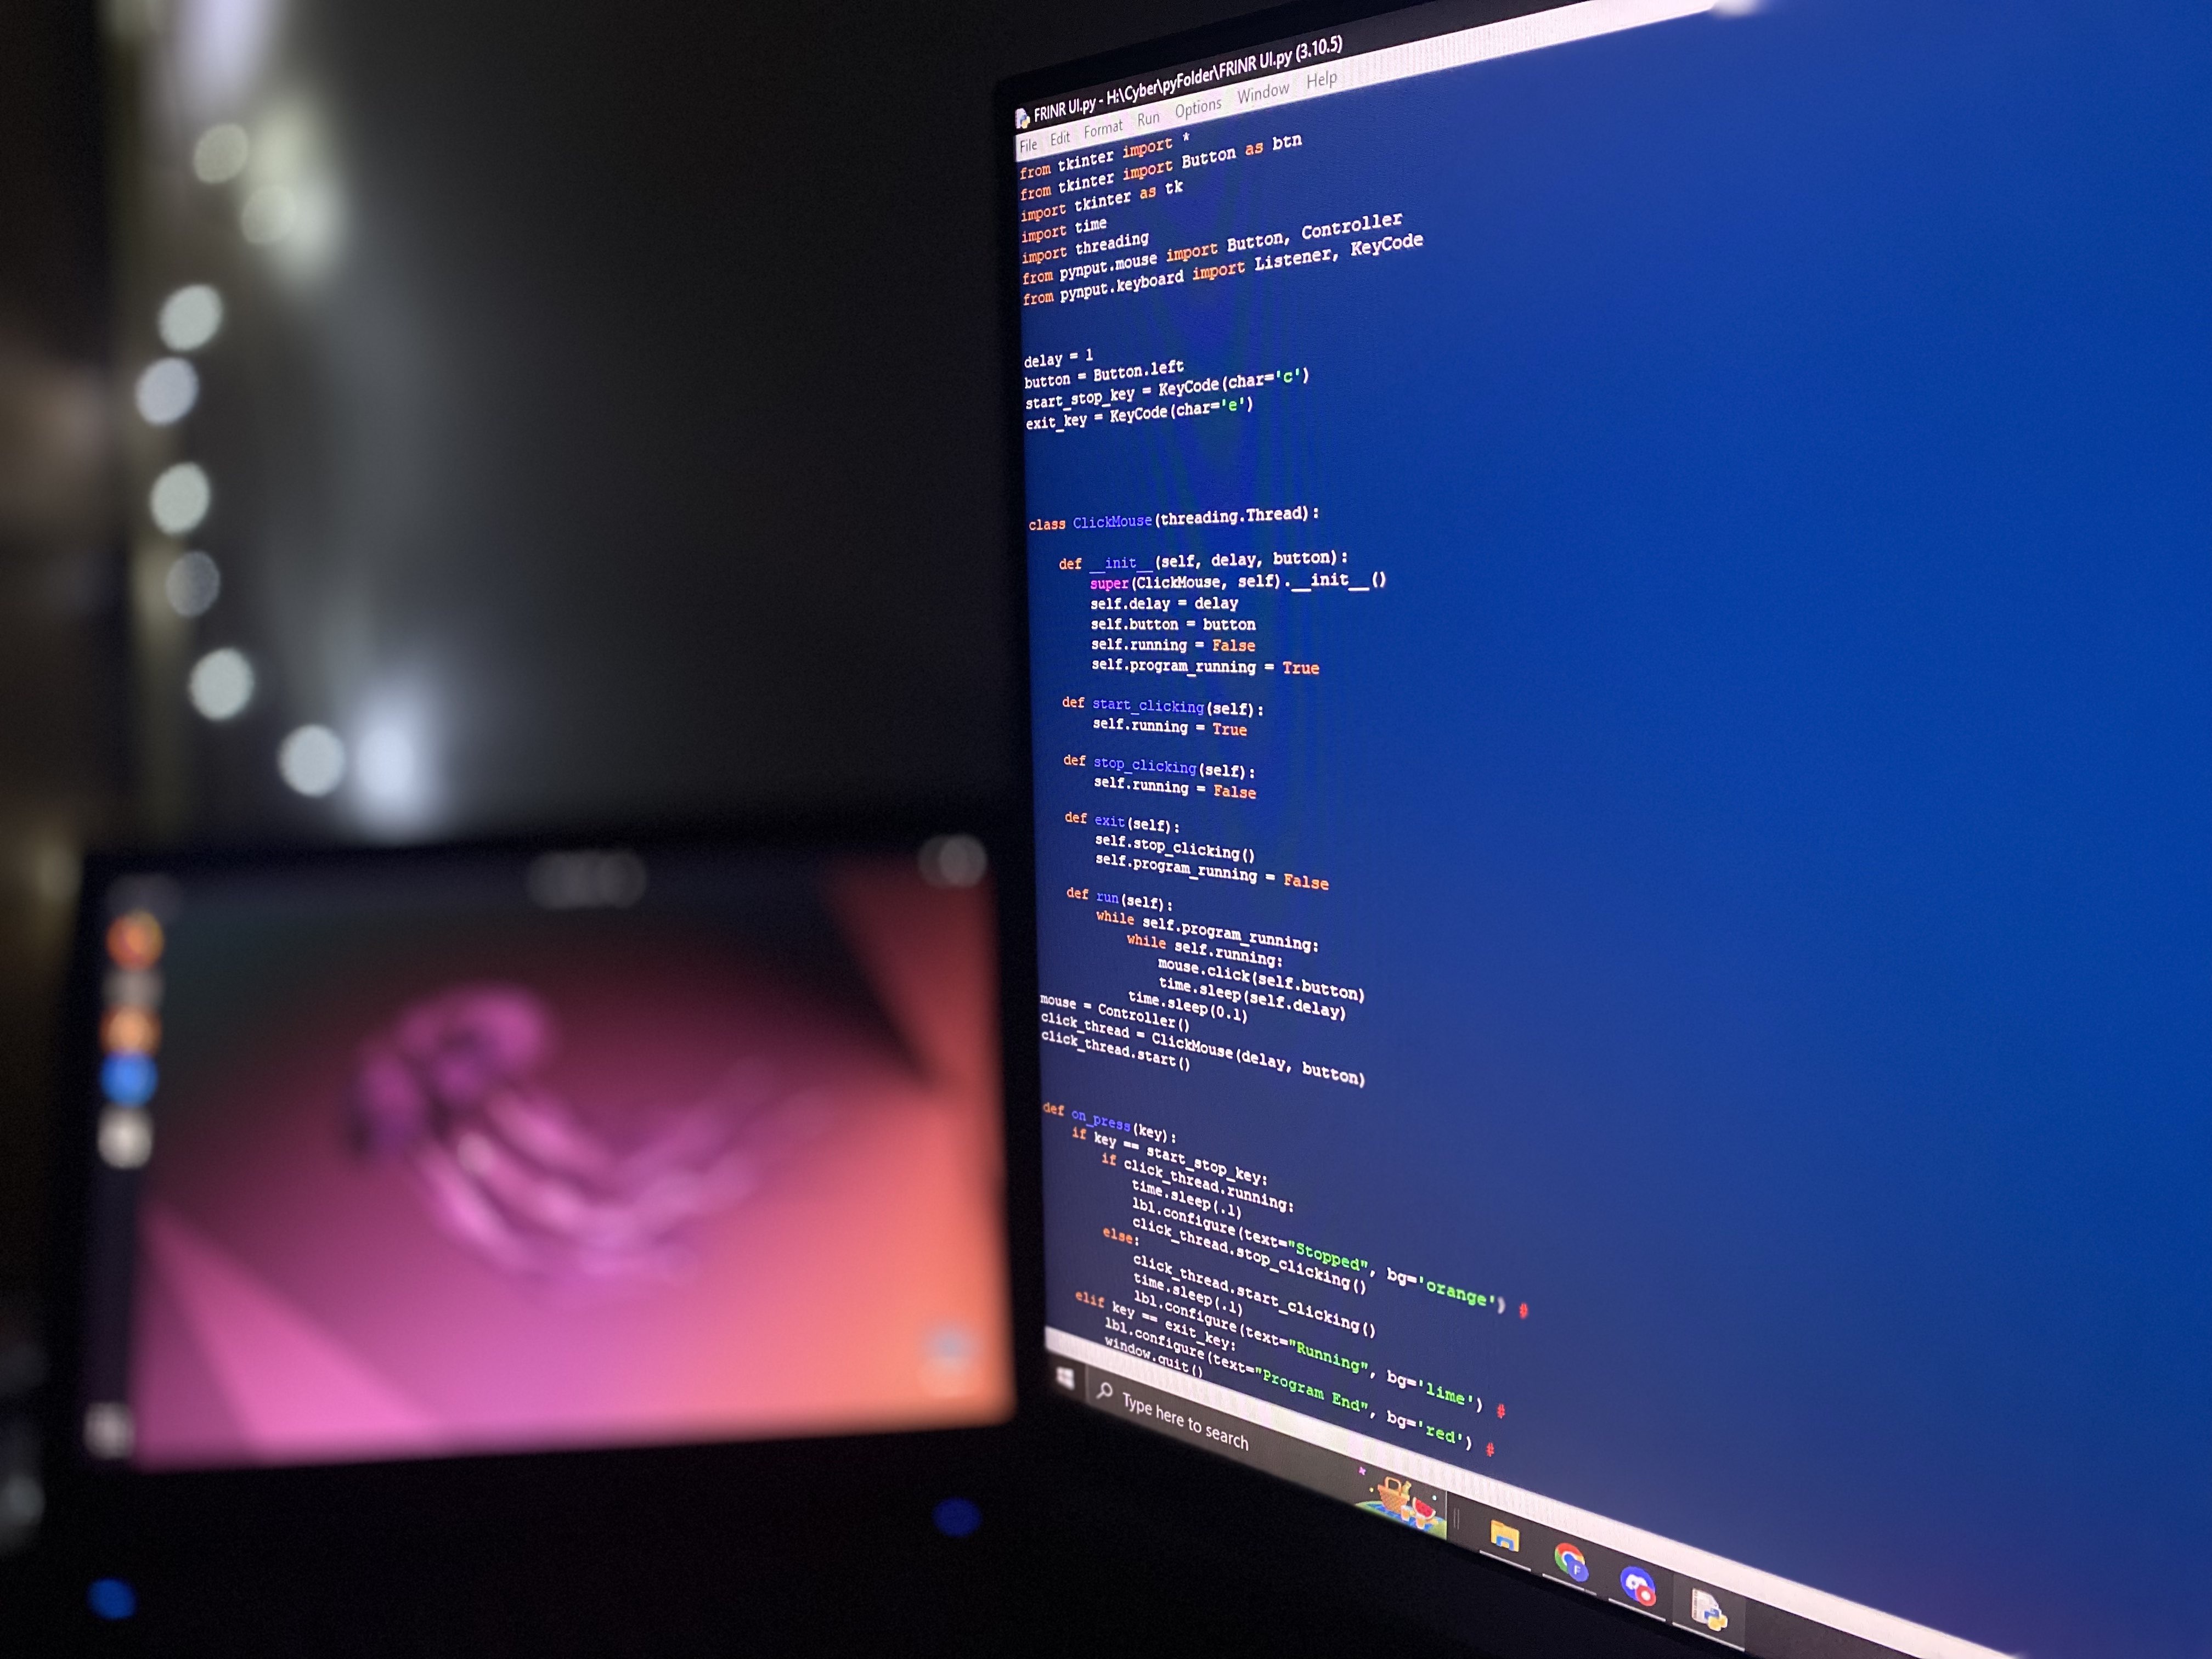 FRINR UI.py - H:\Cyber\pyFolder\FRINR UI.py (3.10.5)
File Edit Format Run Options Window Help
from tkinter import *
from tkinter import Button as btn
import tkinter as tk
import time
import threading
from pynput.mouse import Button, Controller
from pynput.keyboard import Listener, KeyCode
delay = 1
button = Button.left
start_stop_key = KeyCode(char='c')
exit_key = KeyCode(char='e')
class ClickMouse(threading.Thread):
def __init__(self, delay, button):
super(ClickMouse, self).__init__()
self.delay = delay
self.button = button
self.running = False
self.program_running = True
def start_clicking(self):
self.running = True
def stop_clicking(self):
self.running = False
def exit(self):
self.stop_clicking()
self.program_running = False
def run(self):
while self.program_running:
while self.running:
mouse.click(self.button)
time.sleep(self.delay)
time.sleep(0.1)
mouse = Controller()
click_thread = ClickMouse(delay, button)
click_thread.start()
def on_press(key):
if key == start_stop_key:
if click_thread.running:
time.sleep(.1)
lbl.configure(text="Stopped", bg='orange') #
click_thread.stop_clicking()
else:
click_thread.start_clicking()
time.sleep(.1)
lbl.configure(text="Running", bg='lime') #
elif key == exit_key:
lbl.configure(text="Program End", bg='red') #
window.quit()
Type here to search